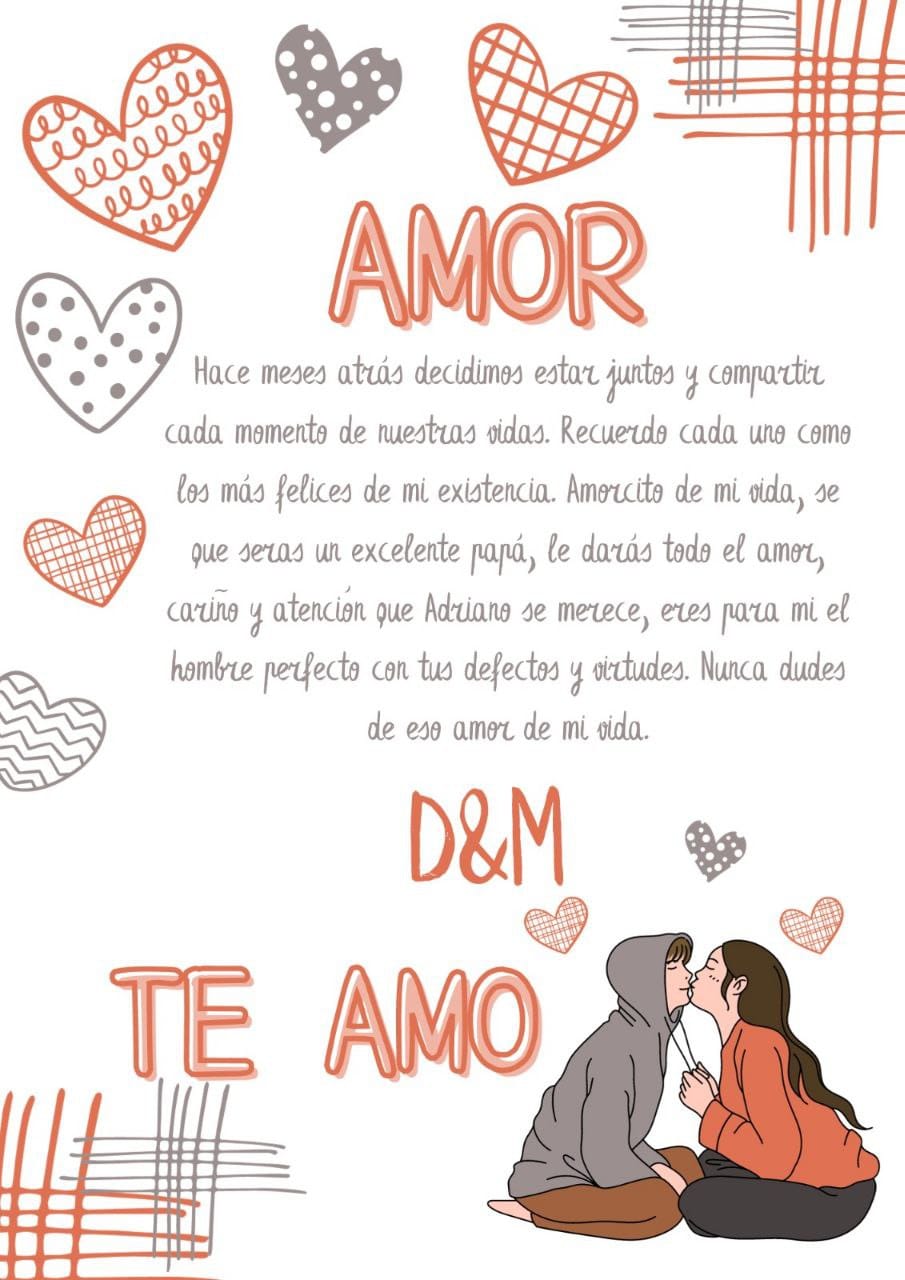 AMOR
Hace meses atrás decidimos estar juntos y compartir
cada momento de nuestras vidas. Recuerdo cada uno como
los más felices de mi existencia. Amorcito de mi vida, se
que seras un excelente papá, le darás todo el amor,
cariño y atención que Adriano se merece, eres para mi el
hombre perfecto con tus defectos y virtudes. Nunca dudes
de eso amor de mi vida.
D&M
TE AMO